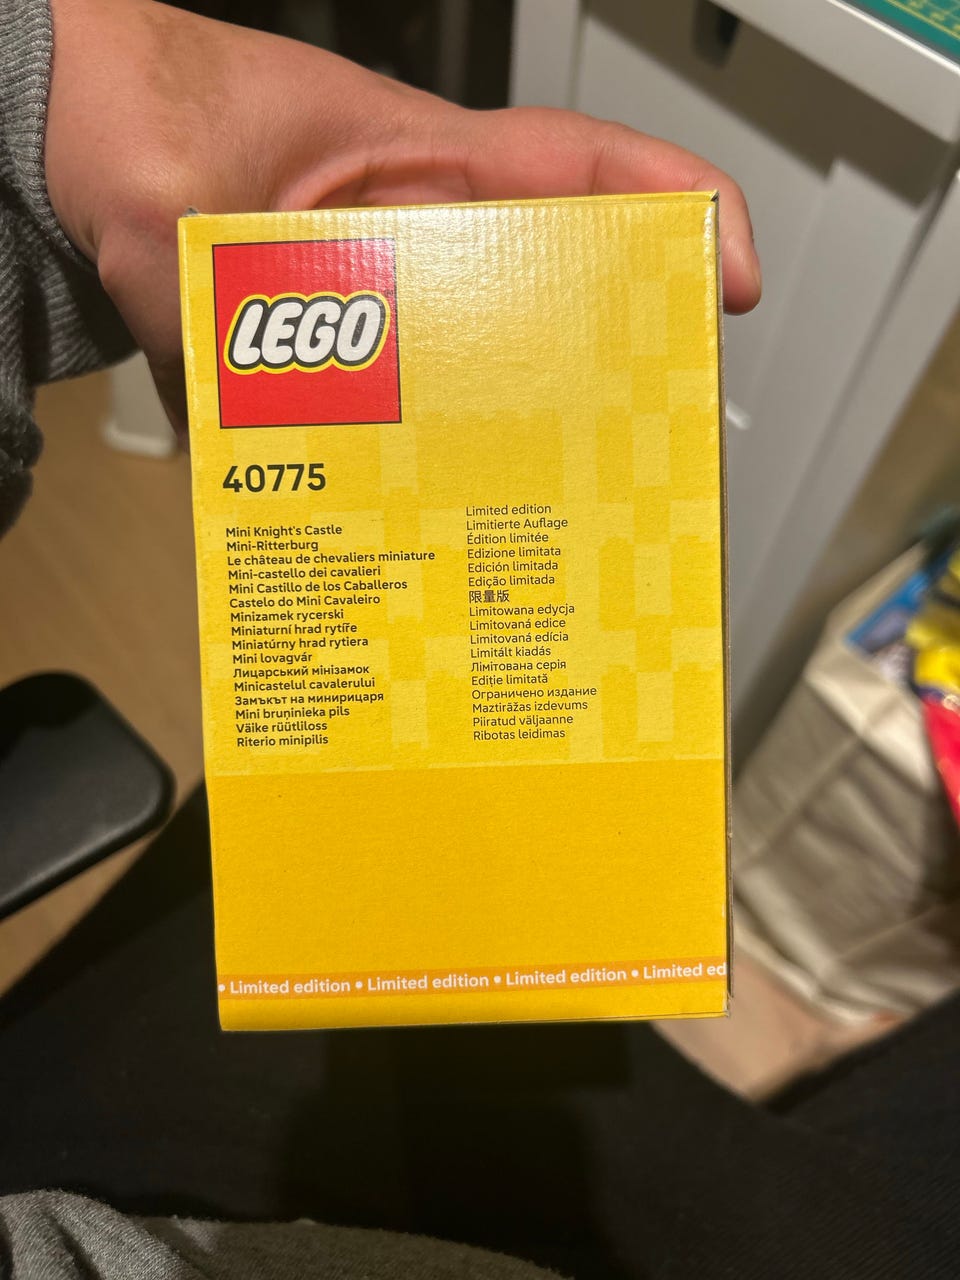 LEGO
40775
Mini Knight's Castle
Mini-Ritterburg
Le château de chevaliers miniature
Mini-castello dei cavalieri
Mini Castillo de los Caballeros
Castelo do Mini Cavaleiro
Minizamek rycerski
Miniaturní hrad rytíře
Miniatúrny hrad rytiera
Mini lovagvár
Лицарський мінізамок
Minicastelul cavalerului
Замъкът на минирицаря
Mini bruņinieka pils
Väike rüütliloss
Riterio minipilis
Limited edition
Limitierte Auflage
Édition limitée
Edizione limitata
Edición limitada
Edição limitada
限量版
Limitowana edycja
Limitovaná edice
Limitovaná edícia
Limitált kiadás
Лімітована серія
Ediție limitată
Ограничено издание
Maztirāžas izdevums
Piiratud väljaanne
Ribotas leidimas
• Limited edition • Limited edition • Limited edition • Limited ed